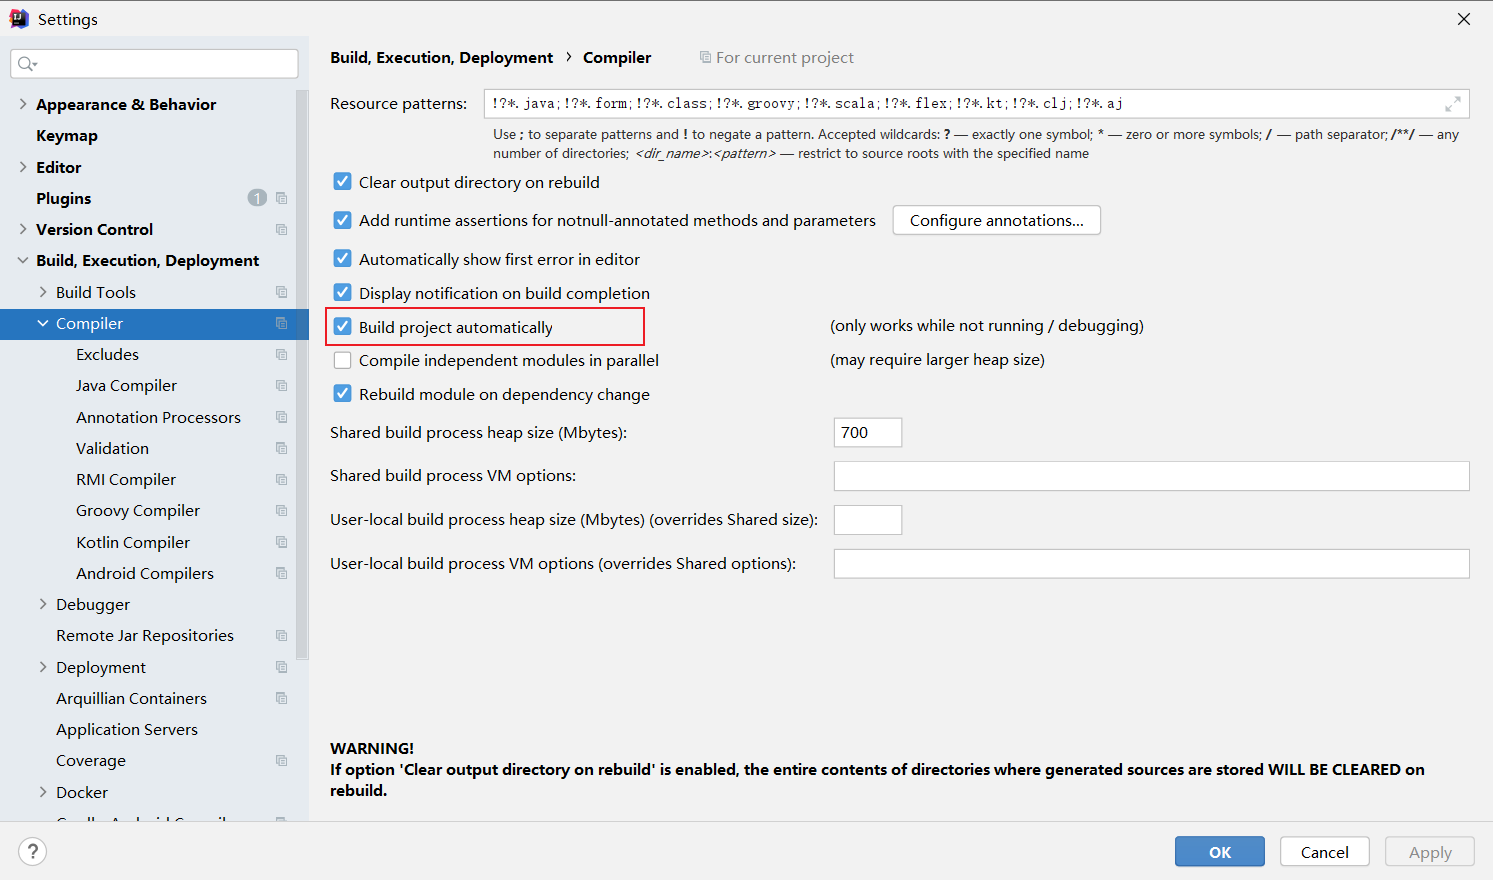 Settings
Build, Execution, Deployment › Compiler For current project
Appearance & Behavior
Keymap
Editor
Plugins 1
Version Control
Build, Execution, Deployment
Build Tools
Compiler
Excludes
Java Compiler
Annotation Processors
Validation
RMI Compiler
Groovy Compiler
Kotlin Compiler
Android Compilers
Debugger
Remote Jar Repositories
Deployment
Arquillian Containers
Application Servers
Coverage
Docker
Resource patterns: !?*.java;!?*.form;!?*.class;!?*.groovy;!?*.scala;!?*.flex;!?*.kt;!?*.clj;!?*.aj
Use ; to separate patterns and ! to negate a pattern. Accepted wildcards: ? — exactly one symbol; * — zero or more symbols; / — path separator; /**/ — any
number of directories; <dir_name>:<pattern> — restrict to source roots with the specified name
Clear output directory on rebuild
Add runtime assertions for notnull-annotated methods and parameters Configure annotations...
Automatically show first error in editor
Display notification on build completion
Build project automatically (only works while not running / debugging)
Compile independent modules in parallel (may require larger heap size)
Rebuild module on dependency change
Shared build process heap size (Mbytes): 700
Shared build process VM options:
User-local build process heap size (Mbytes) (overrides Shared size):
User-local build process VM options (overrides Shared options):
WARNING!
If option 'Clear output directory on rebuild' is enabled, the entire contents of directories where generated sources are stored WILL BE CLEARED on
rebuild.
? OK Cancel Apply